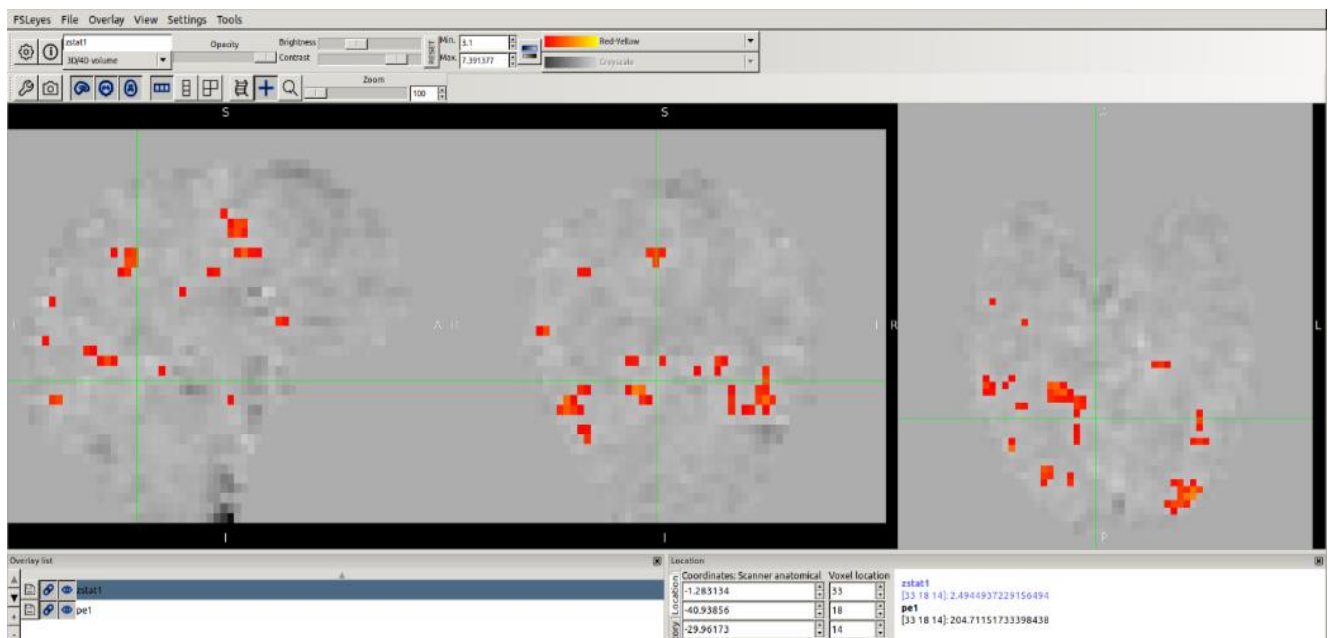 FSLeyes File Overlay View Settings Tools
zstat1
3D/4D volume
Opacity
Brightness
Contrast
RESET
Min. 3.1
Max. 7.391377
Red-Yellow
Greyscale
Zoom
100
S S
A R R L
I I P
Overlay list
zstat1
pe1
Location
Location
Coordinates: Scanner anatomical Voxel location
-1.283134 33
-40.93856 18
-29.96173 14
zstat1
[33 18 14]: 2.4944937229156494
pe1
[33 18 14]: 204.71151733398438